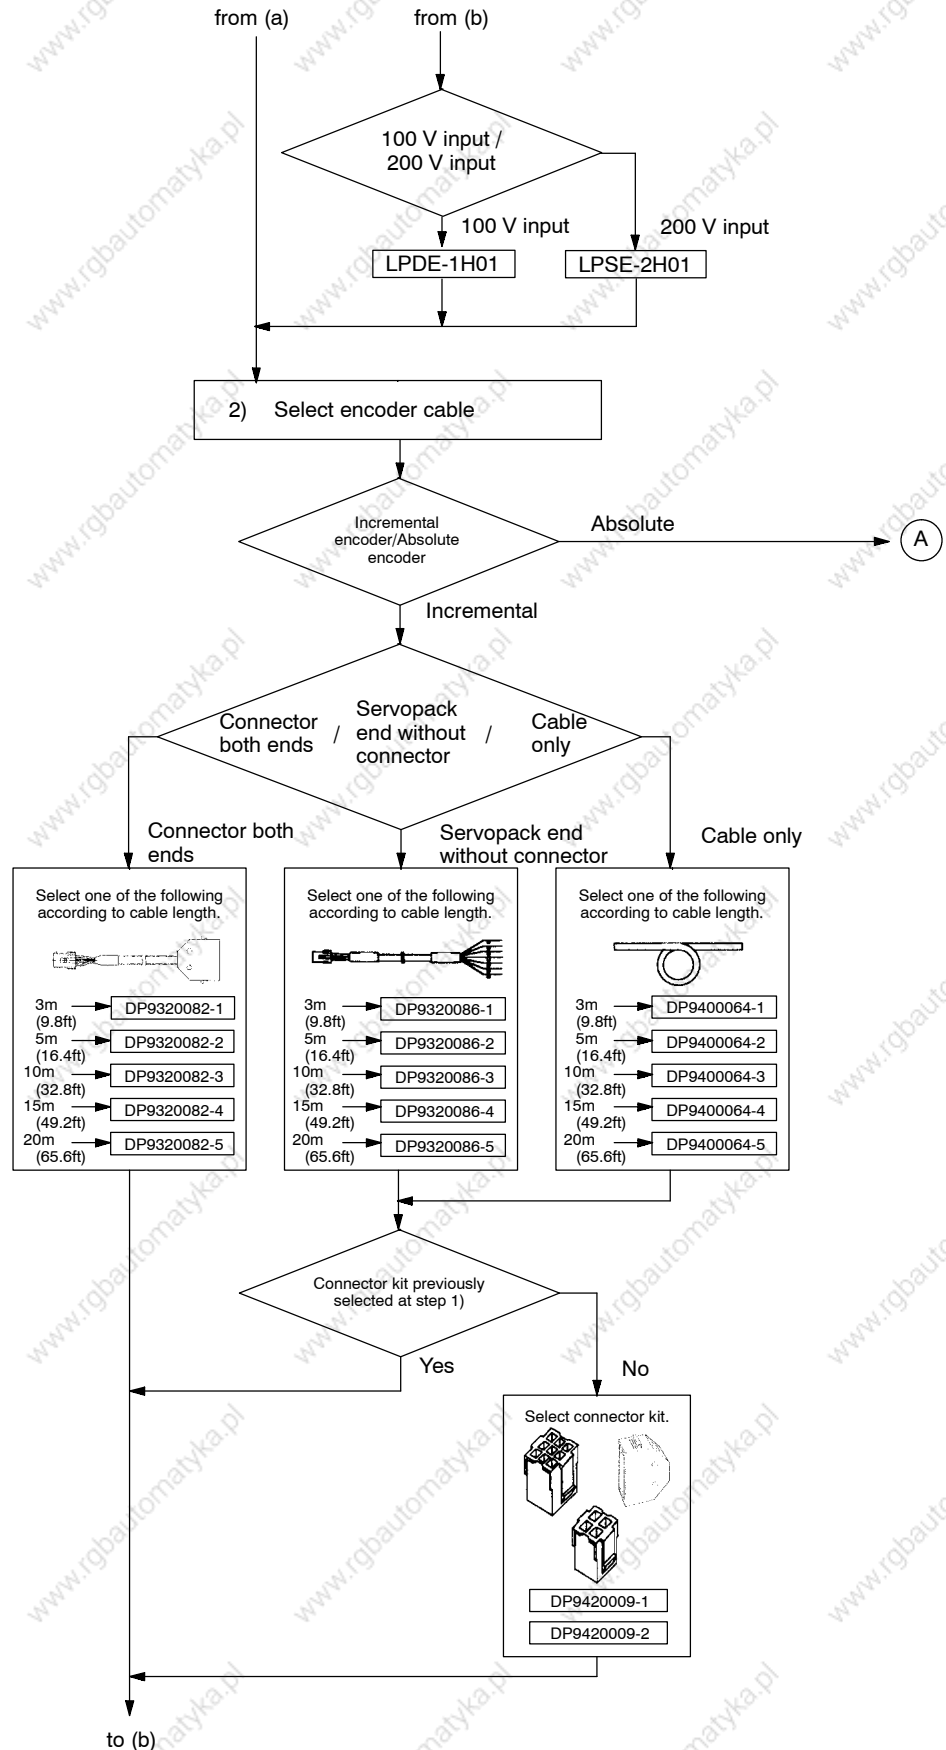 from (a)
from (b)
100 V input /
200 V input
100 V input
200 V input
LPDE-1H01
LPSE-2H01
2) Select encoder cable
Incremental
encoder/Absolute
encoder
Absolute
A
Incremental
Connector
both ends
/
Servopack
end without
connector
/
Cable
only
Connector both
ends
Servopack end
without connector
Cable only
Select one of the following
according to cable length.
3m
(9.8ft)
DP9320082-1
5m
(16.4ft)
DP9320082-2
10m
(32.8ft)
DP9320082-3
15m
(49.2ft)
DP9320082-4
20m
(65.6ft)
DP9320082-5
Select one of the following
according to cable length.
3m
(9.8ft)
DP9320086-1
5m
(16.4ft)
DP9320086-2
10m
(32.8ft)
DP9320086-3
15m
(49.2ft)
DP9320086-4
20m
(65.6ft)
DP9320086-5
Select one of the following
according to cable length.
3m
(9.8ft)
DP9400064-1
5m
(16.4ft)
DP9400064-2
10m
(32.8ft)
DP9400064-3
15m
(49.2ft)
DP9400064-4
20m
(65.6ft)
DP9400064-5
Connector kit previously
selected at step 1)
Yes
No
Select connector kit.
DP9420009-1
DP9420009-2
to (b)
www.rgbautomatyka.pl